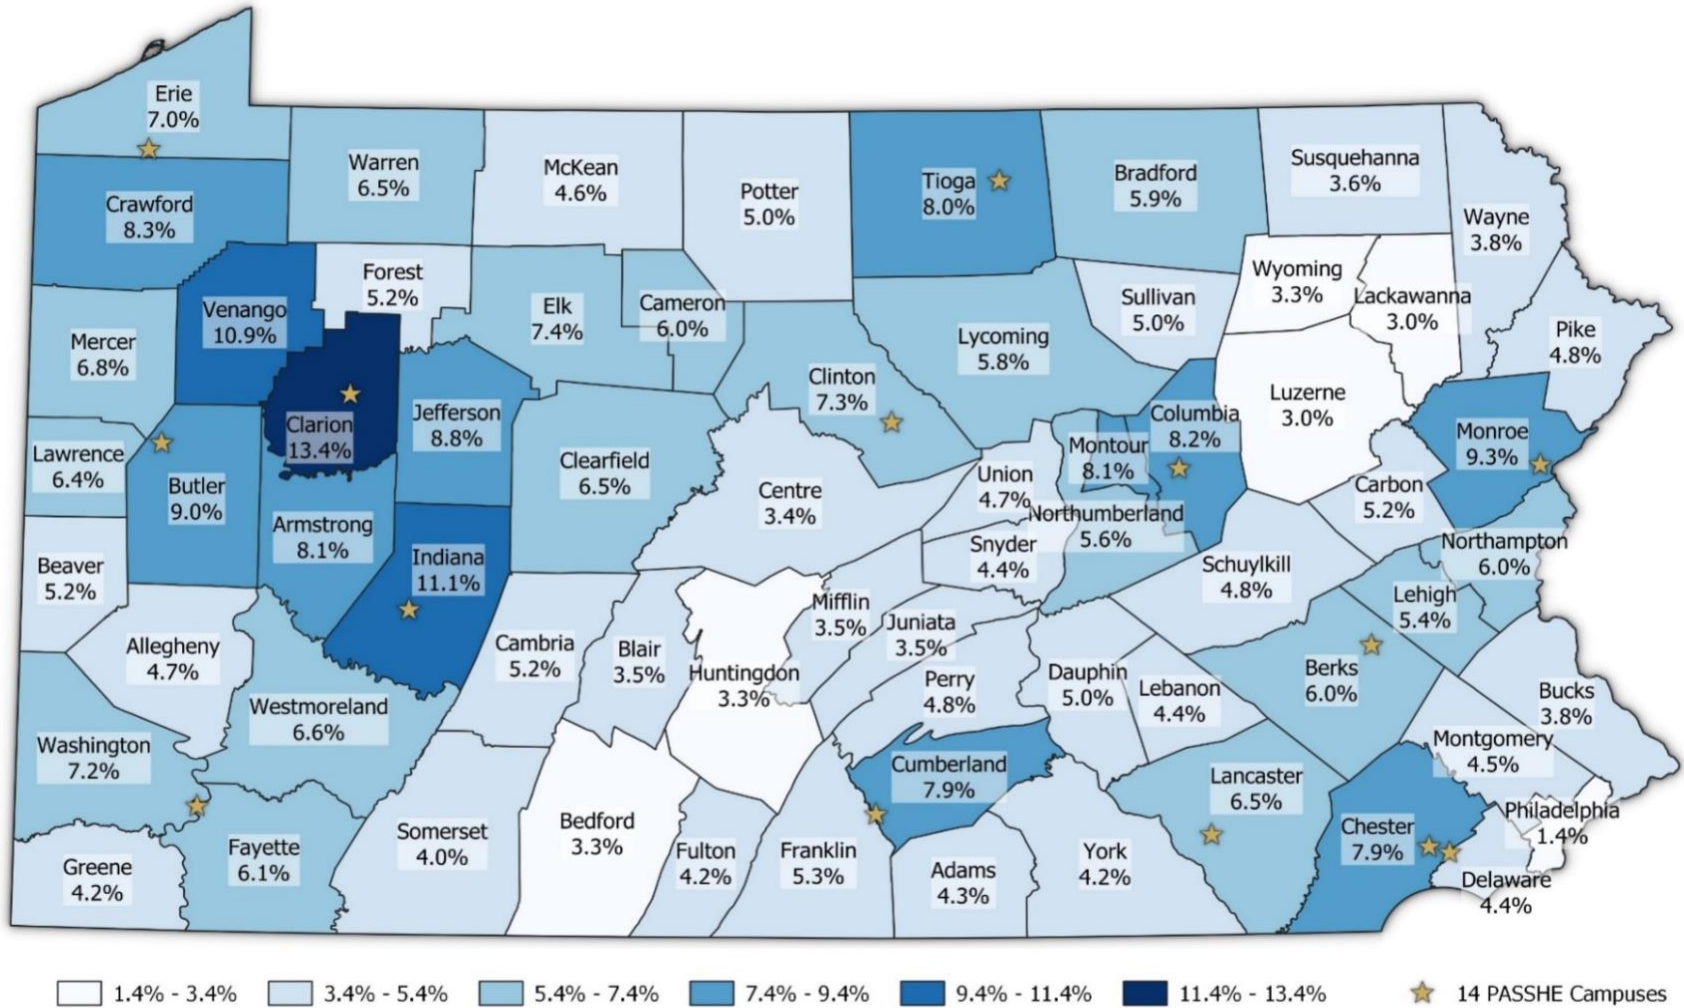 Erie
7.0%
Warren
6.5%
McKean
4.6%
Potter
5.0%
Tioga
8.0%
Bradford
5.9%
Susquehanna
3.6%
Wayne
3.8%
Crawford
8.3%
Venango
10.9%
Forest
5.2%
Elk
7.4%
Cameron
6.0%
Sullivan
5.0%
Wyoming
3.3%
Lackawanna
3.0%
Pike
4.8%
Mercer
6.8%
Lycoming
5.8%
Clinton
7.3%
Luzerne
3.0%
Clarion
13.4%
Jefferson
8.8%
Columbia
8.2%
Montour
8.1%
Monroe
9.3%
Lawrence
6.4%
Butler
9.0%
Clearfield
6.5%
Centre
3.4%
Union
4.7%
Carbon
5.2%
Armstrong
8.1%
Northumberland
5.6%
Indiana
11.1%
Beaver
5.2%
Snyder
4.4%
Schuylkill
4.8%
Northampton
6.0%
Lehigh
5.4%
Allegheny
4.7%
Cambria
5.2%
Blair
3.5%
Huntingdon
3.3%
Mifflin
3.5%
Juniata
3.5%
Perry
4.8%
Dauphin
5.0%
Lebanon
4.4%
Berks
6.0%
Bucks
3.8%
Westmoreland
6.6%
Washington
7.2%
Montgomery
4.5%
Cumberland
7.9%
Lancaster
6.5%
Philadelphia
1.4%
Chester
7.9%
Delaware
4.4%
Greene
4.2%
Fayette
6.1%
Somerset
4.0%
Bedford
3.3%
Fulton
4.2%
Franklin
5.3%
Adams
4.3%
York
4.2%
1.4% - 3.4%
3.4% - 5.4%
5.4% - 7.4%
7.4% - 9.4%
9.4% - 11.4%
11.4% - 13.4%
14 PASSHE Campuses